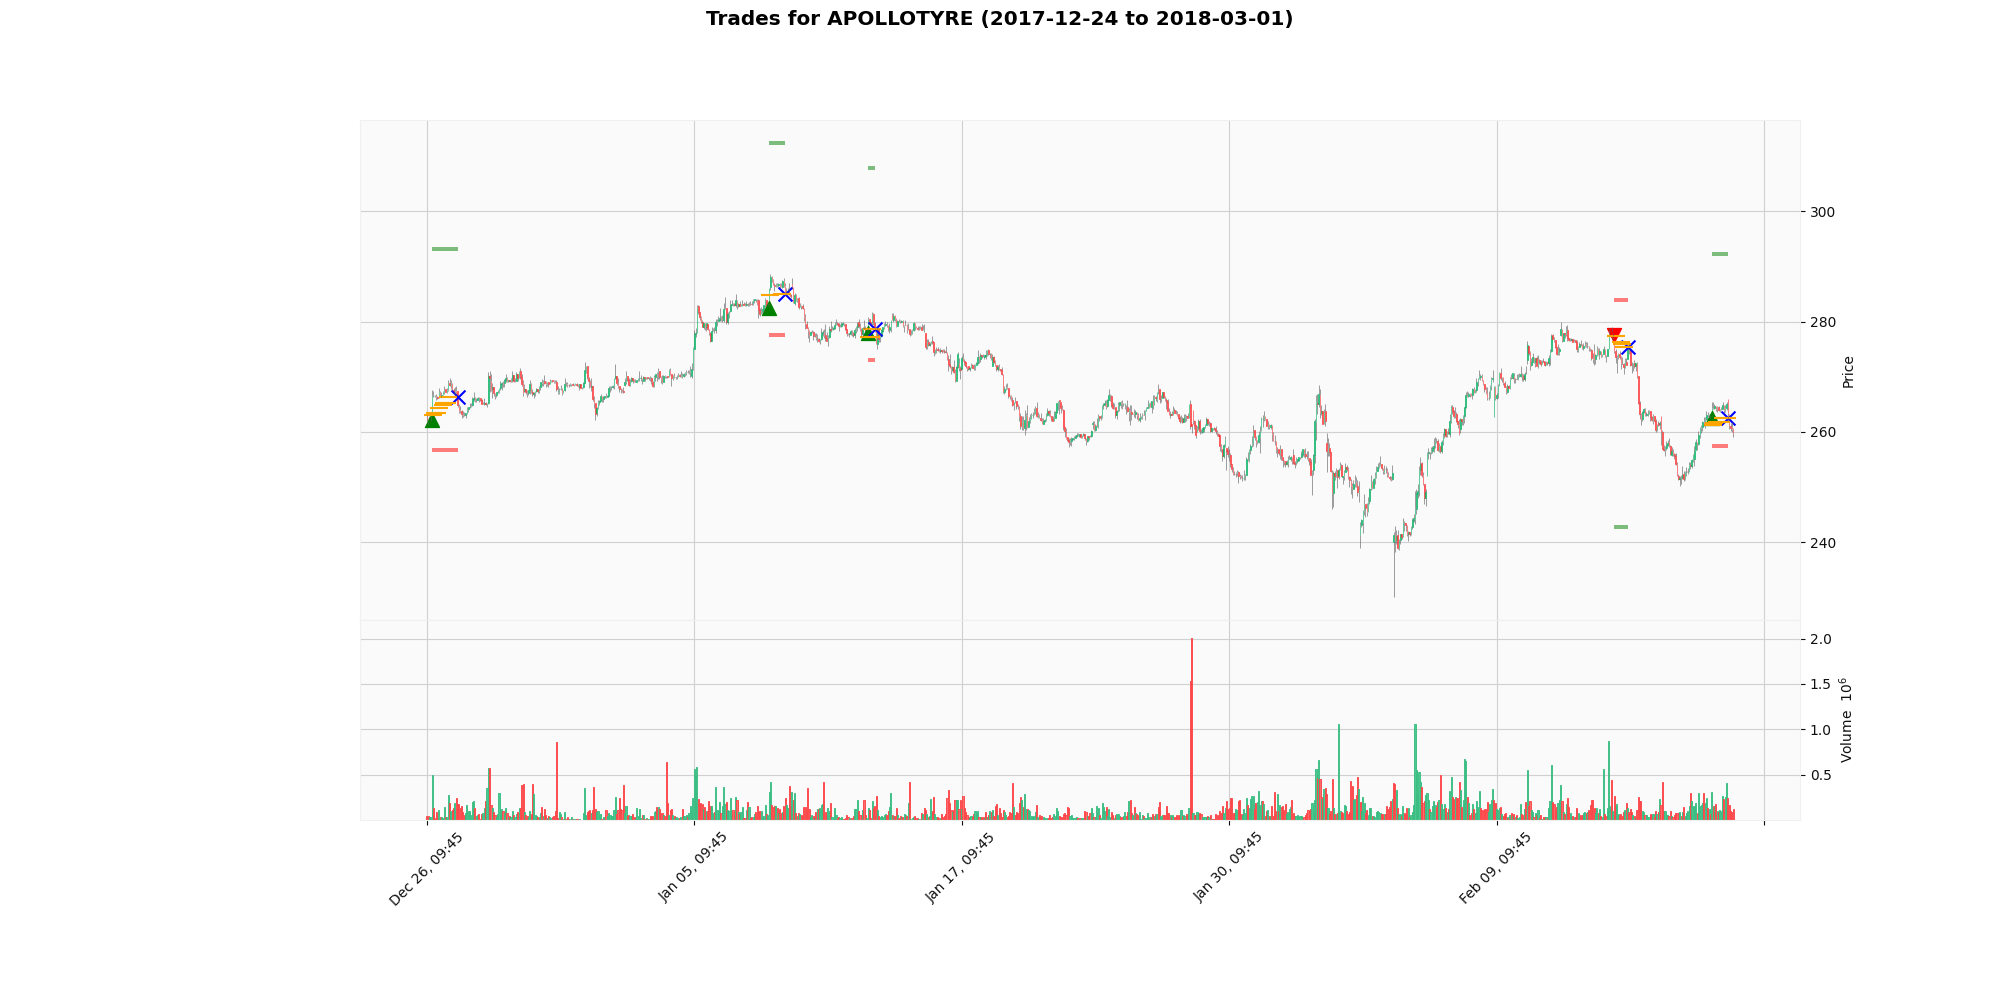 Trades for APOLLOTYRE (2017-12-24 to 2018-03-01)
300
280
260
240
Price
2.0
1.5
1.0
0.5
Volume 10⁶
Dec 26, 09:45
Jan 05, 09:45
Jan 17, 09:45
Jan 30, 09:45
Feb 09, 09:45